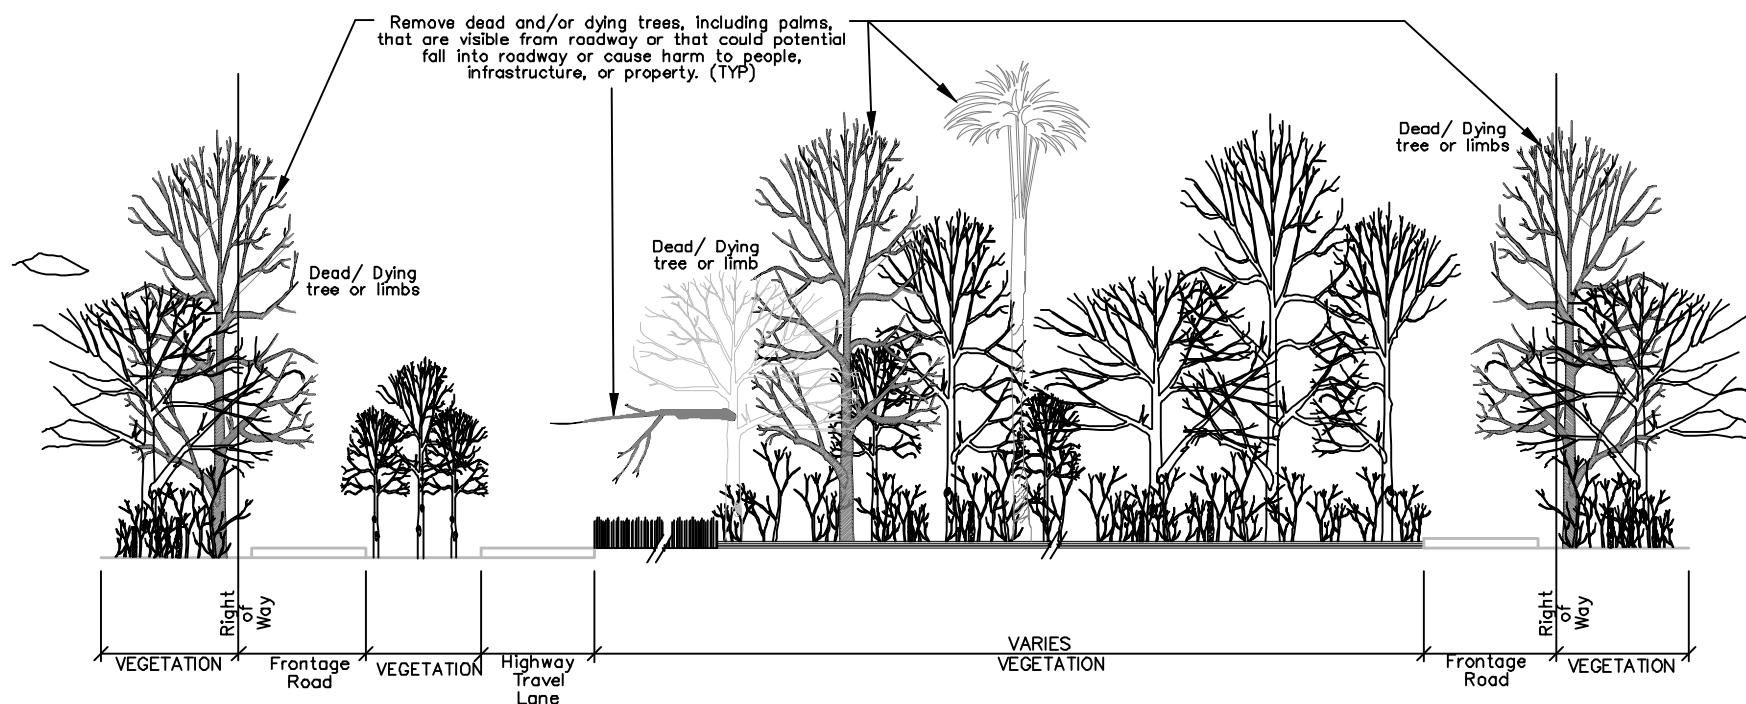 Remove dead and/or dying trees, including palms,
that are visible from roadway or that could potential
fall into roadway or cause harm to people,
infrastructure, or property. (TYP)
Dead/ Dying
tree or limbs
Dead/ Dying
tree or limb
Dead/ Dying
tree or limbs
Right
of
Way
Right
of
Way
VEGETATION
Frontage
Road
VEGETATION
Highway
Travel
Lane
VARIES
VEGETATION
Frontage
Road
VEGETATION